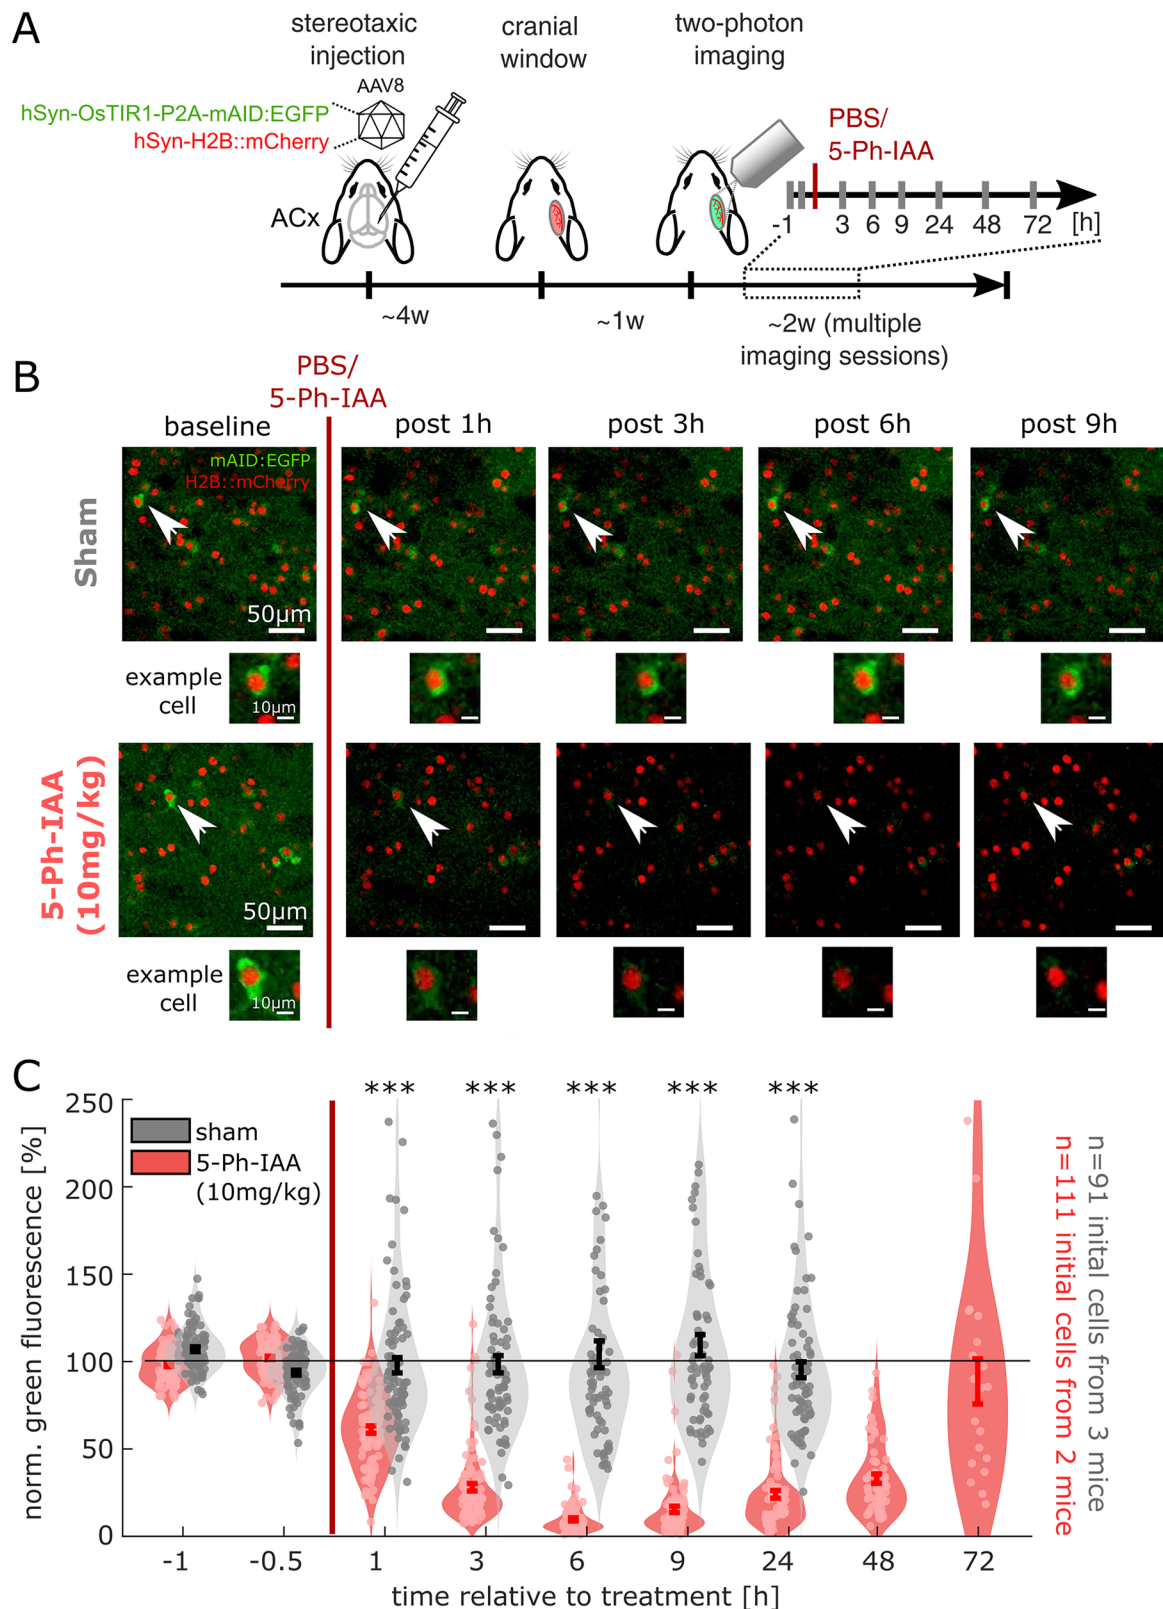 A
stereotaxic
injection
cranial
window
two-photon
imaging
AAV8
hSyn-OsTIR1-P2A-mAID:EGFP
hSyn-H2B::mCherry
PBS/
5-Ph-IAA
ACx
-1 3 6 9 24 48 72 [h]
~4w
~1w
~2w (multiple
imaging sessions)
B
PBS/
5-Ph-IAA
baseline
post 1h
post 3h
post 6h
post 9h
mAID:EGFP
H2B::mCherry
Sham
50µm
example
cell
10µm
5-Ph-IAA
(10mg/kg)
50µm
example
cell
10µm
C
*** *** *** *** ***
norm. green fluorescence [%]
250
200
150
100
50
0
sham
5-Ph-IAA
(10mg/kg)
n=91 inital cells from 3 mice
n=111 initial cells from 2 mice
-1 -0.5 1 3 6 9 24 48 72
time relative to treatment [h]